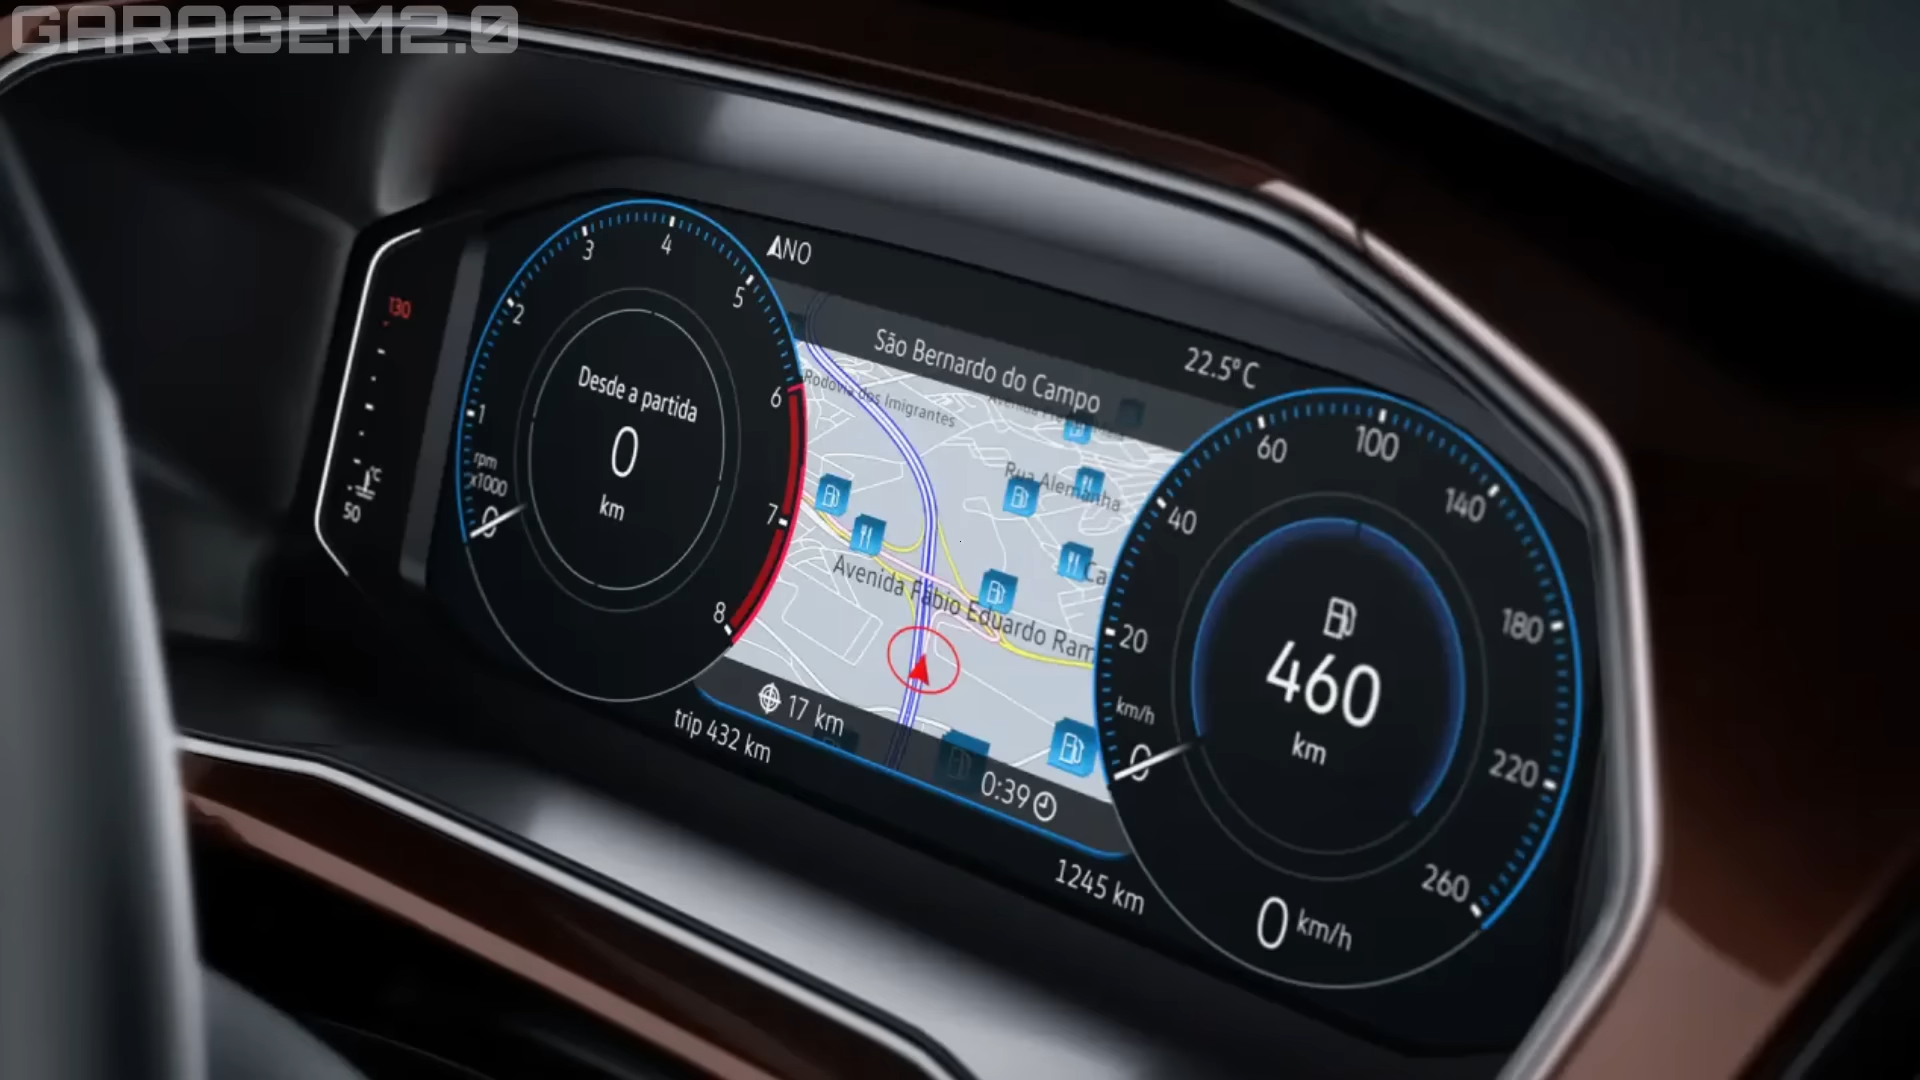 GARAGEM2.0
NO
São Bernardo do Campo
22.5°C
Rodovia dos Imigrantes
Rua Alemanha
Avenida Fábio Eduardo Ram
Ca
17 km
0:39
trip 432 km
1245 km
130
°C
50
Desde a partida
0
km
rpm
x1000
0
1
2
3
4
5
6
7
8
460
km
km/h
0
20
40
60
100
140
180
220
260
0 km/h